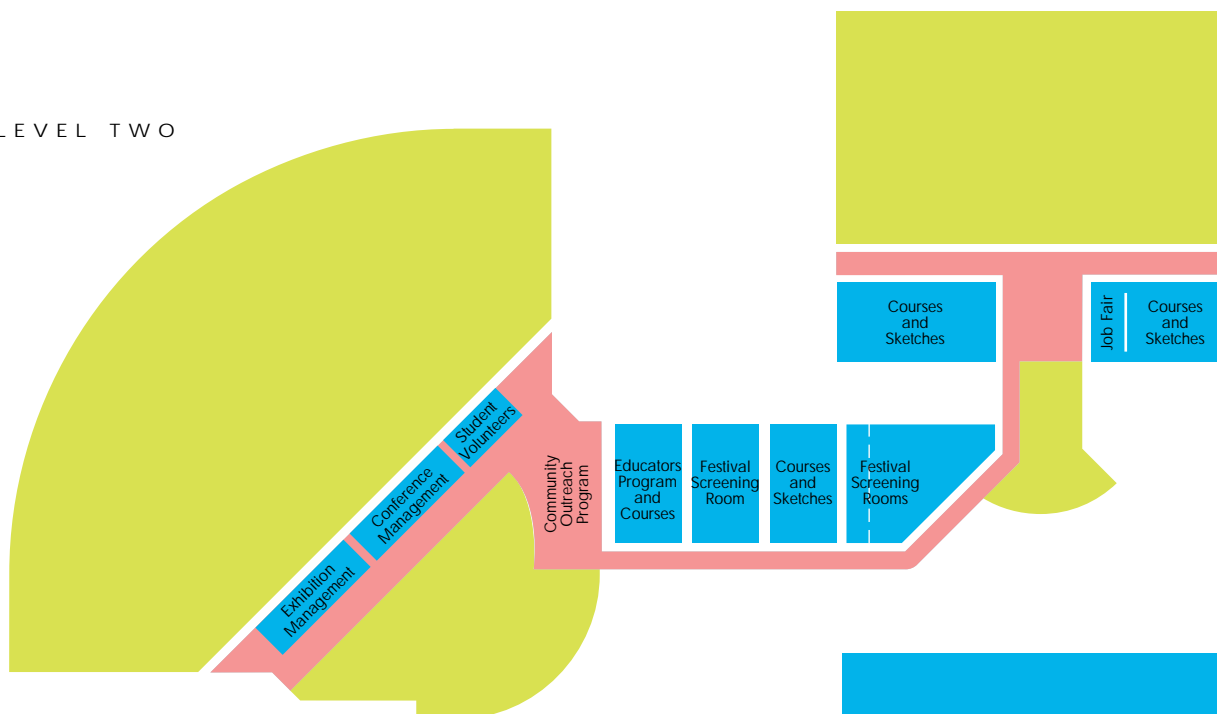 LEVEL TWO
Courses
and
Sketches
Job Fair
Courses
and
Sketches
Student
Volunteers
Conference
Management
Exhibition
Management
Community
Outreach
Program
Educators
Program
and
Courses
Festival
Screening
Room
Courses
and
Sketches
Festival
Screening
Rooms